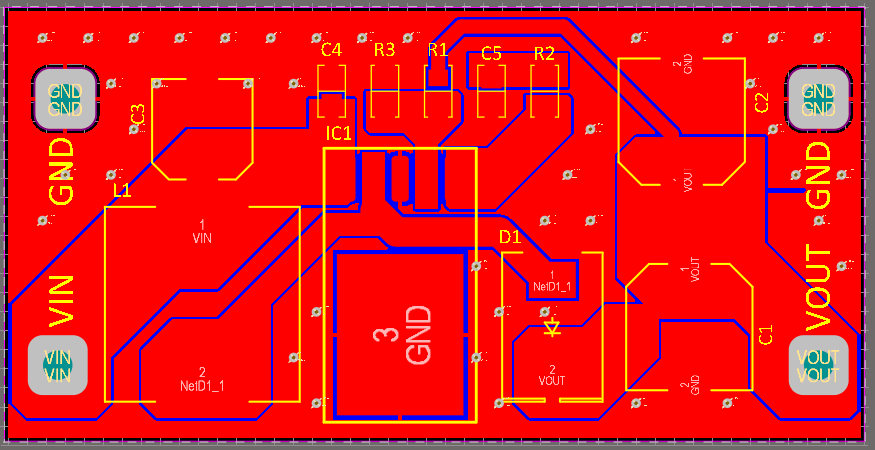 C4 R3 R1 C5 R2
GND
GND
GND
C3
C2
GND
GND
IC1
GND
VOUT
GND
L1
1
VIN
D1
1
NetD1_1
1
VOUT
VIN
3
GND
VOUT
C1
VIN
VIN
2
NetD1_1
2
VOUT
2
GND
VOUT
VOUT